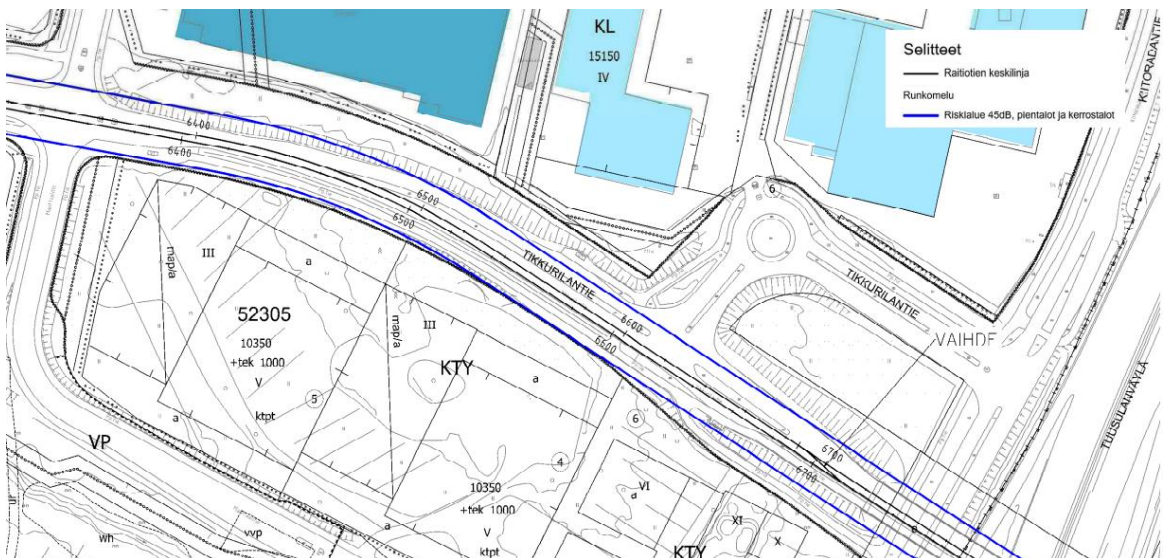 KL
15150
IV
Selitteet
Raitiotien keskilinja
Runkomelu
Riskialue 45dB, pientalot ja kerrostalot
KIITORADANTIE
6400
6400
6500
6500
6
TIKKURILANTIE
TIKKURILANTIE
map/a
III
a
52305
10350
+tek 1000
V
ktpt
5
a
map/a
III
KTY
a
6600
6600
VAIHDE
TUUSULANVÄYLÄ
VP
6
4
10350
+tek 1000
V
ktpt
a
VI
a
XI
X
KTY
6700
6700
e
wh
vvp